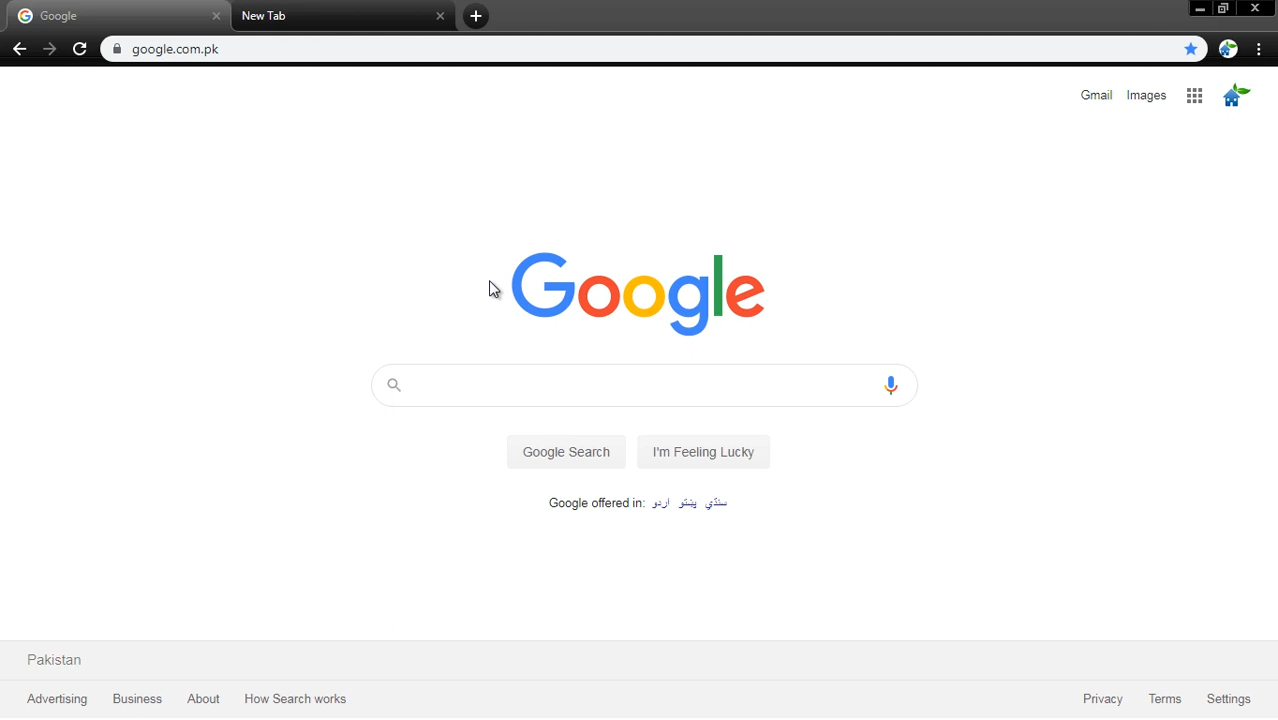 Google
New Tab
google.com.pk
Gmail Images
Google
Google Search I'm Feeling Lucky
Google offered in: اردو پښتو سنڌي
Pakistan
Advertising Business About How Search works Privacy Terms Settings